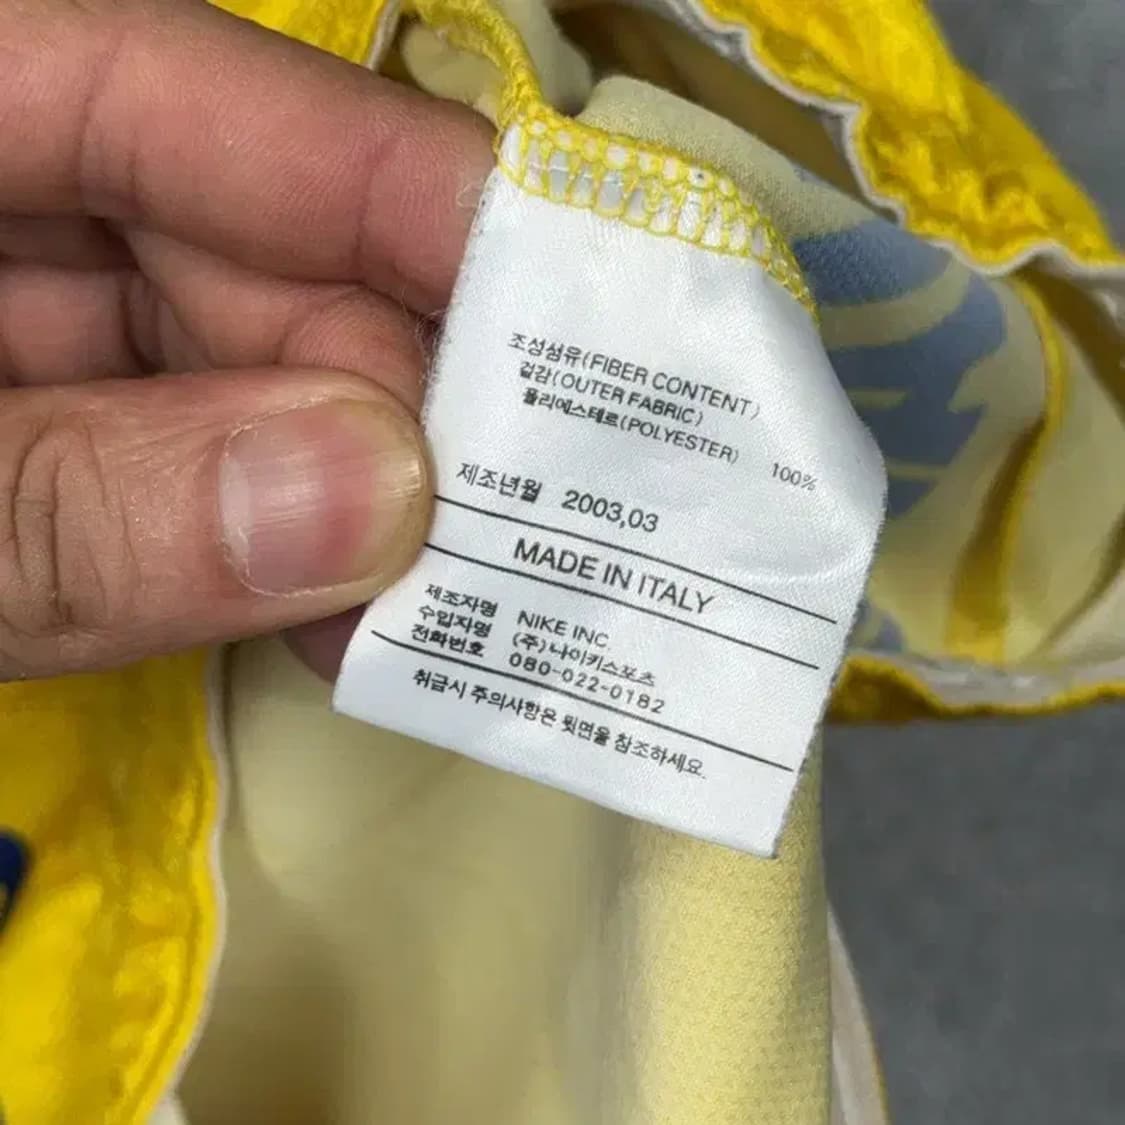 조성섬유(FIBER CONTENT)
겉감(OUTER FABRIC)
폴리에스테르(POLYESTER) 100%
제조년월 2003,03
MADE IN ITALY
제조자명 NIKE INC.
수입자명 (주)나이키스포츠
전화번호 080-022-0182
취급시 주의사항은 뒷면을 참조하세요.